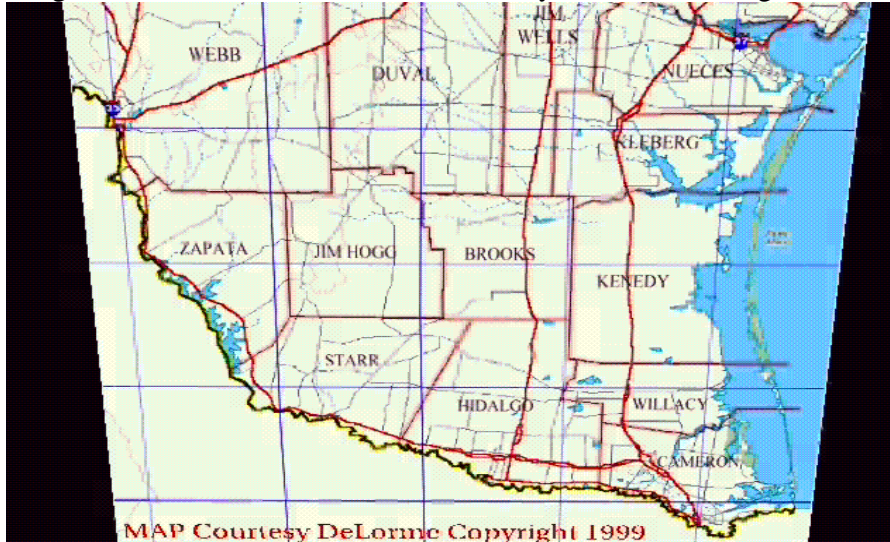 JIM
WELLS
WEBB
DUVAL
NUECES
KLEBERG
ZAPATA
JIM HOGG
BROOKS
KENEDY
STARR
HIDALGO
WILLACY
CAMERON
MAP Courtesy DeLorme Copyright 1999